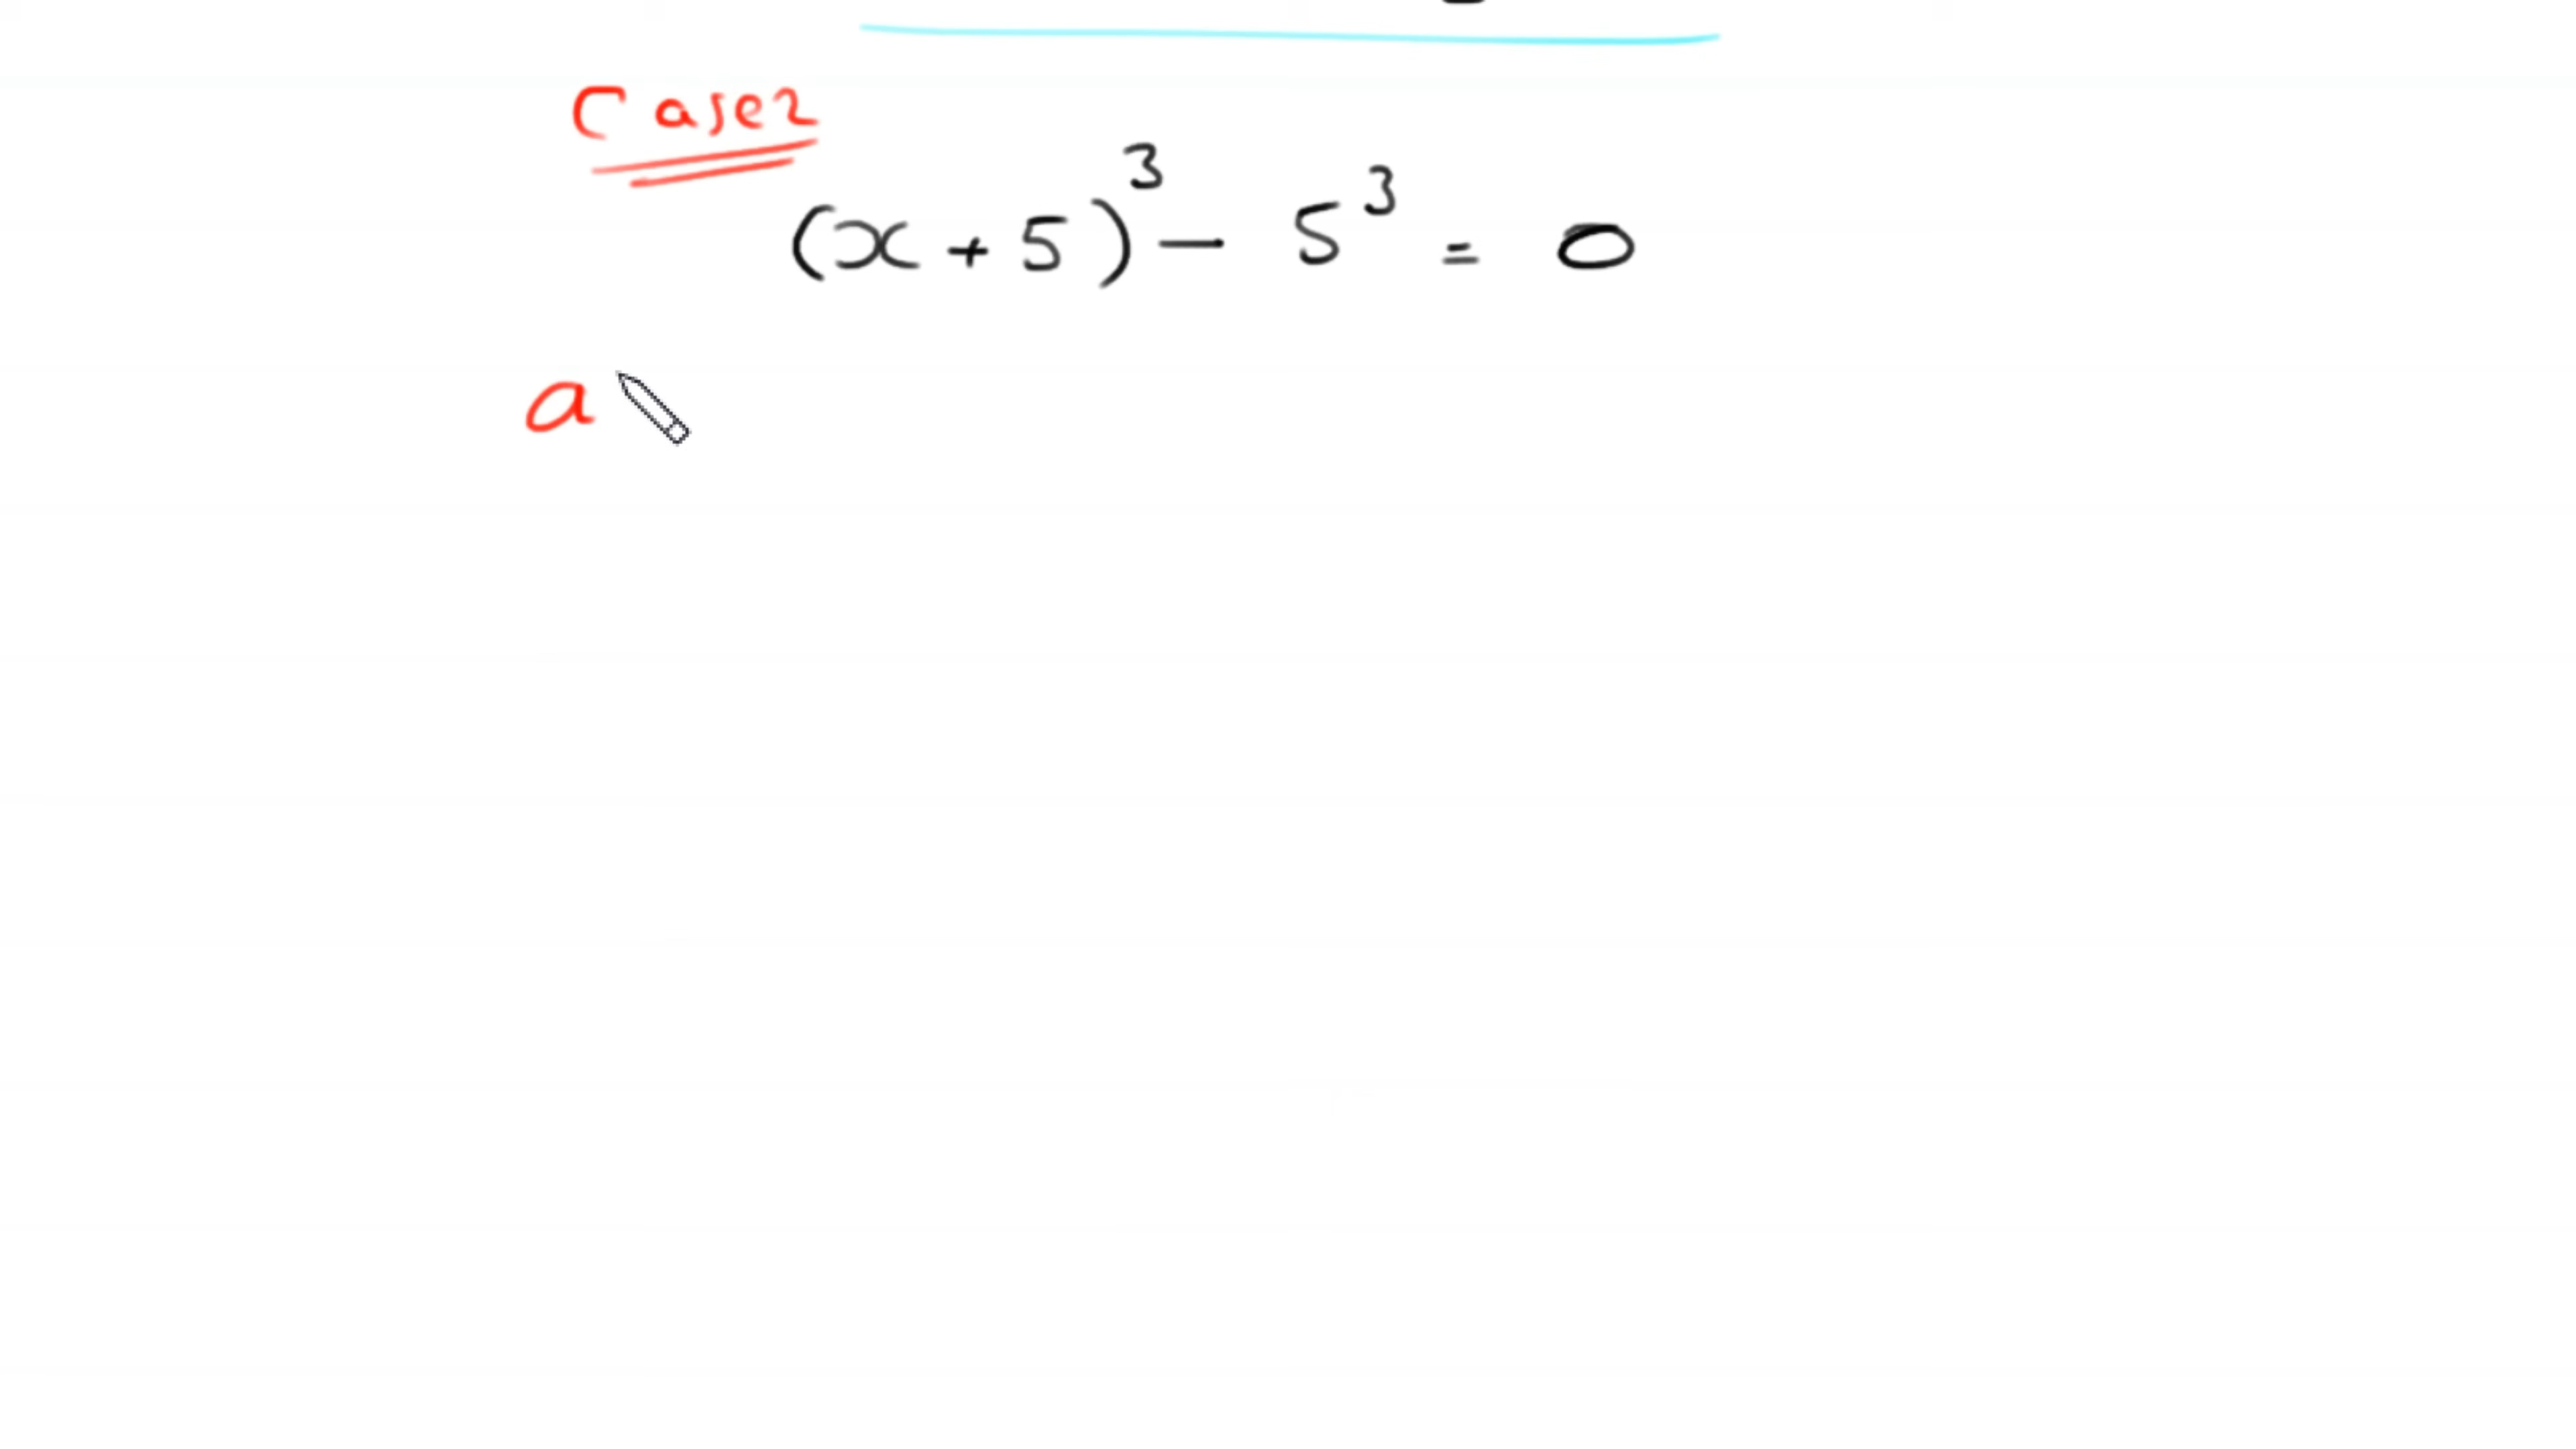 Case2
(x + 5)³ - 5³ = 0
a